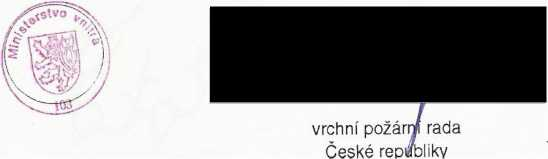 Ministerstvo vnitra
103
vrchní požární rada
České republiky